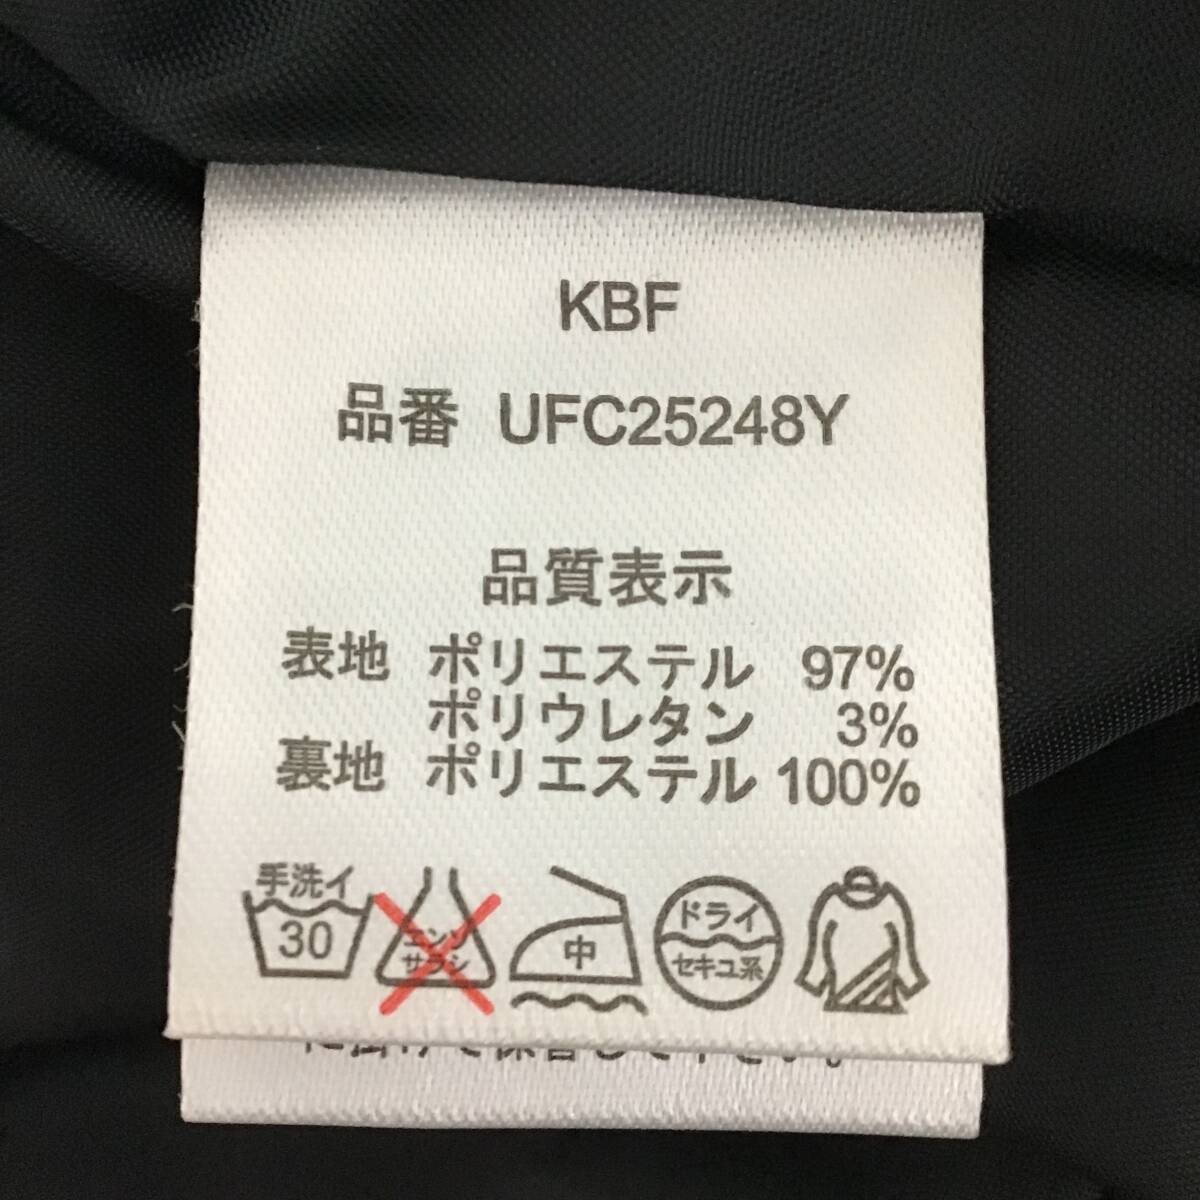 KBF
品番 UFC25248Y
品質表示
表地 ポリエステル 97%
ポリウレタン 3%
裏地 ポリエステル 100%
手洗イ
30
エンソ
サラシ
中
ドライ
セキユ系